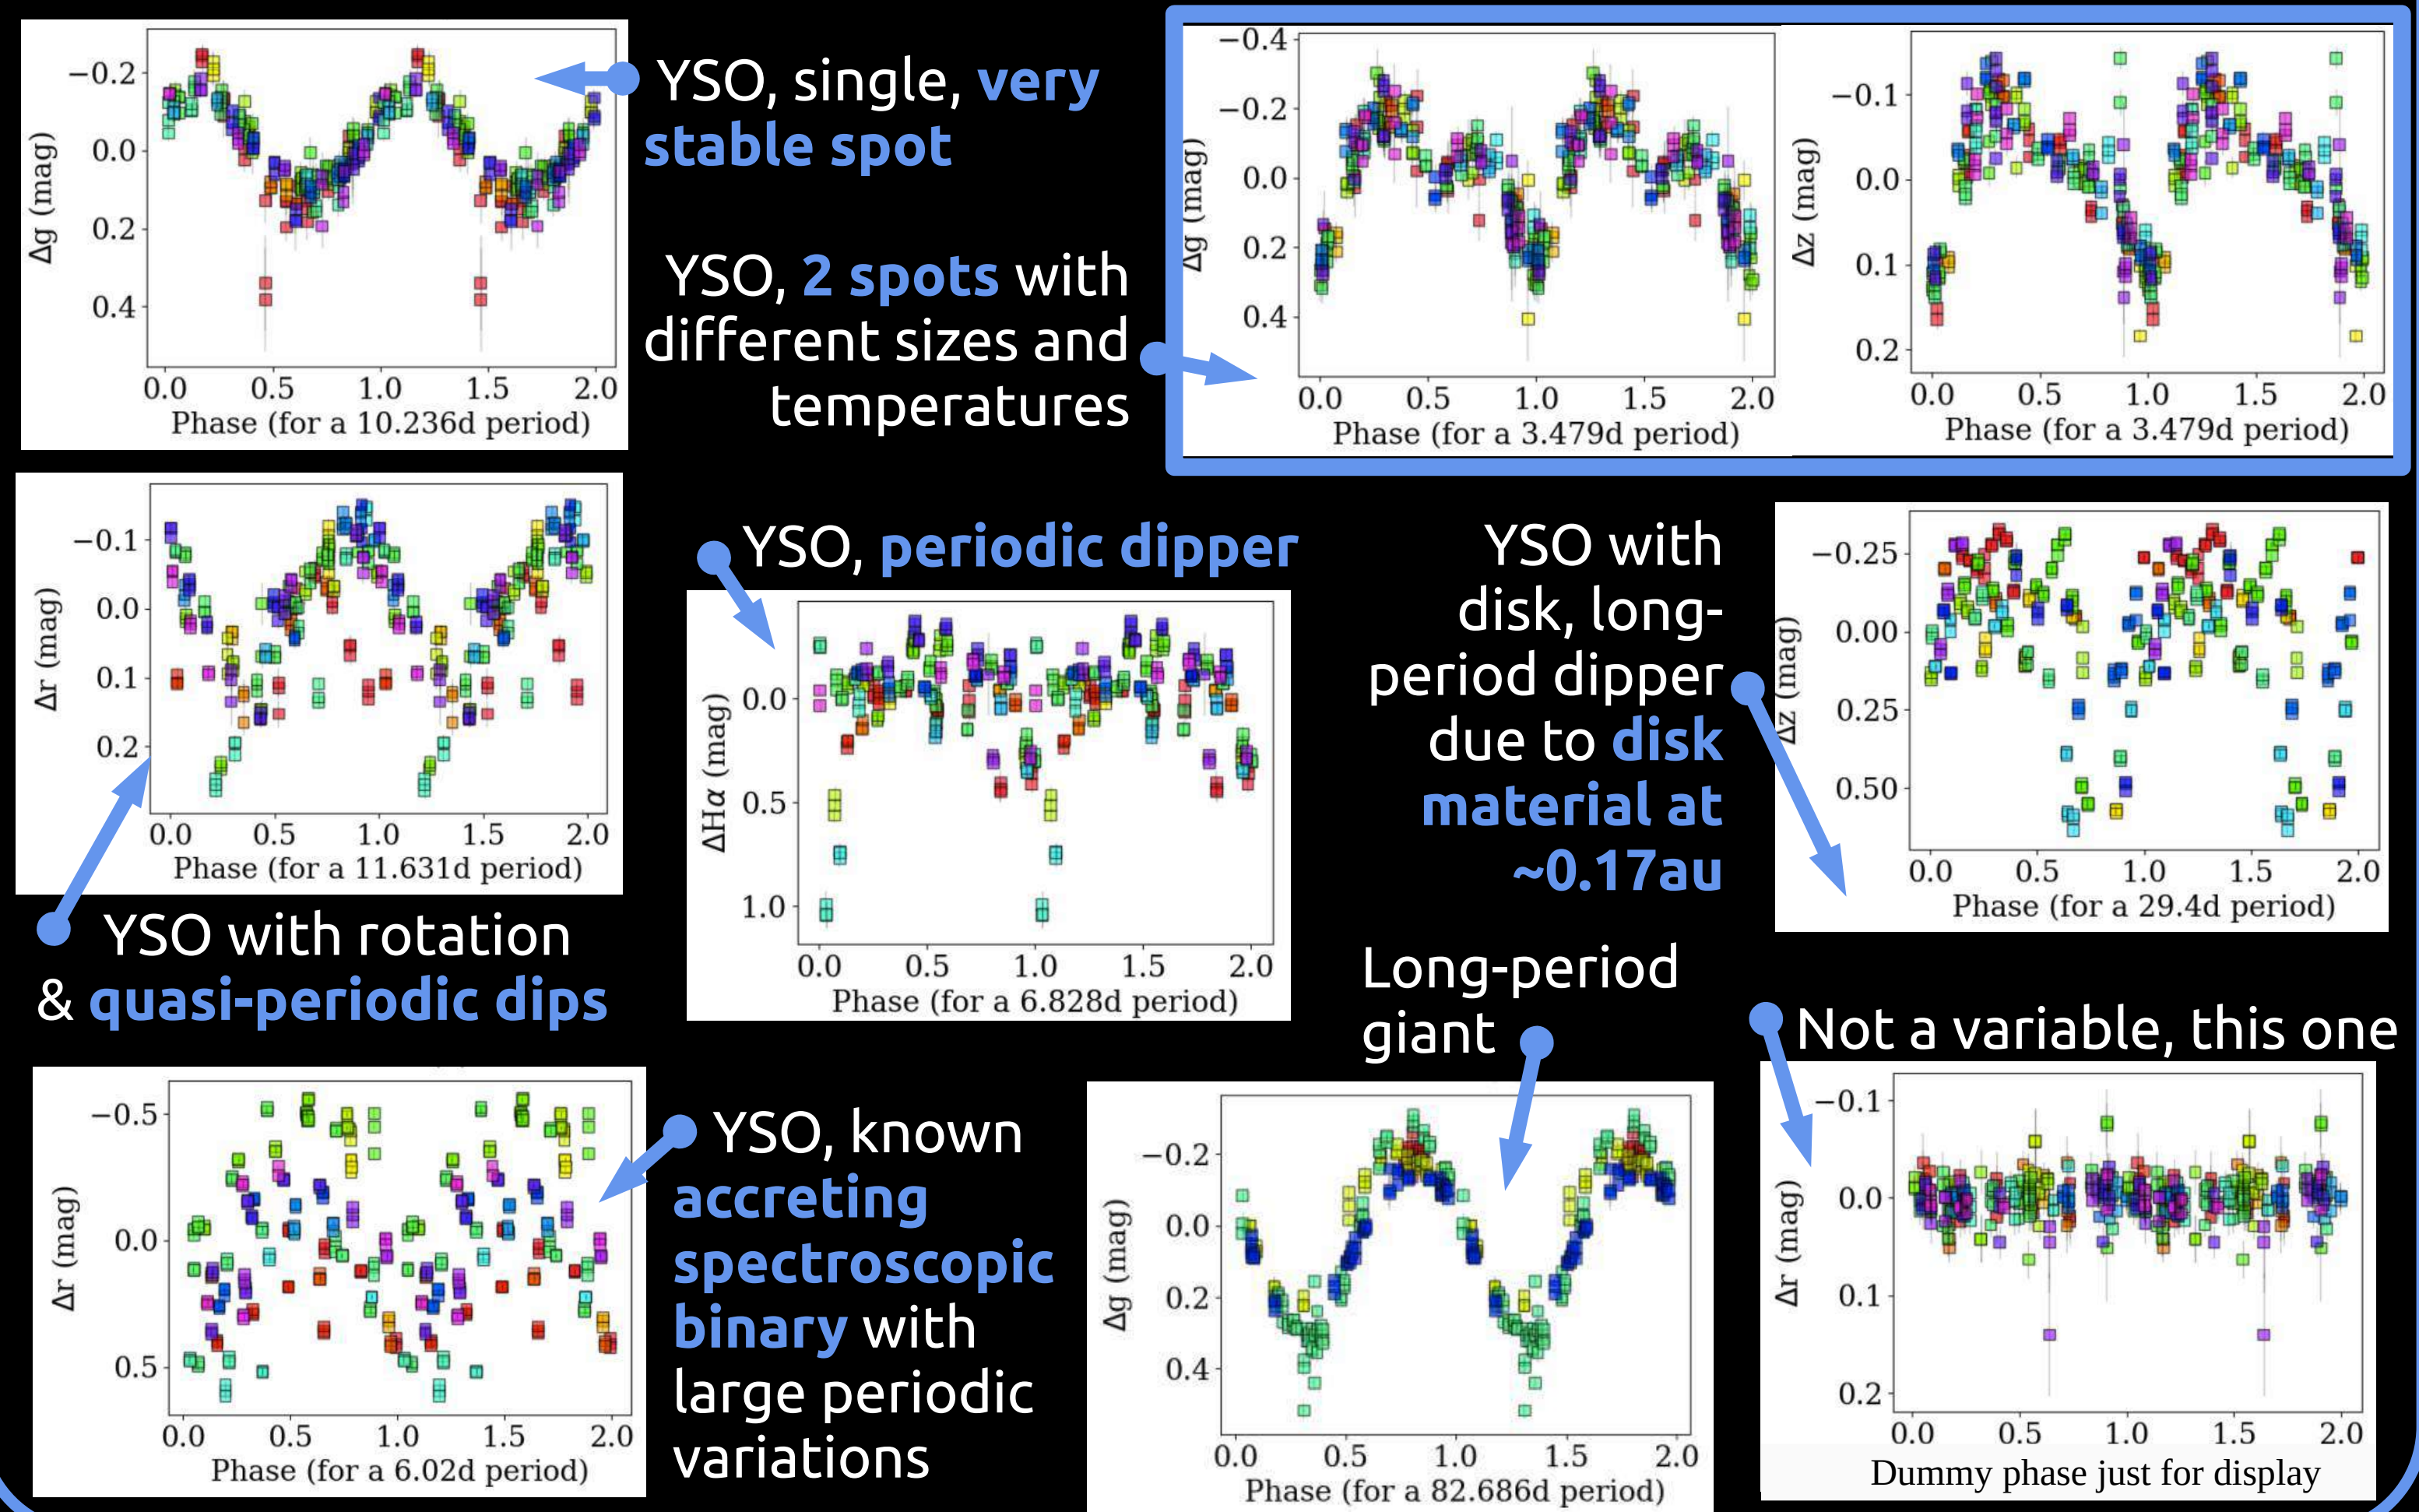 −0.2
0.0
0.2
0.4
Δg (mag)
0.0 0.5 1.0 1.5 2.0
Phase (for a 10.236d period)
YSO, single, very
stable spot
YSO, 2 spots with
different sizes and
temperatures
−0.4
−0.2
0.0
0.2
0.4
Δg (mag)
0.0 0.5 1.0 1.5 2.0
Phase (for a 3.479d period)
−0.1
0.0
0.1
0.2
Δz (mag)
0.0 0.5 1.0 1.5 2.0
Phase (for a 3.479d period)
−0.1
0.0
0.1
0.2
Δr (mag)
0.0 0.5 1.0 1.5 2.0
Phase (for a 11.631d period)
YSO with rotation
& quasi-periodic dips
YSO, periodic dipper
0.0
0.5
1.0
ΔHα (mag)
0.0 0.5 1.0 1.5 2.0
Phase (for a 6.828d period)
YSO with
disk, long-
period dipper
due to disk
material at
~0.17au
−0.25
0.00
0.25
0.50
Δz (mag)
0.0 0.5 1.0 1.5 2.0
Phase (for a 29.4d period)
−0.5
0.0
0.5
Δr (mag)
0.0 0.5 1.0 1.5 2.0
Phase (for a 6.02d period)
YSO, known
accreting
spectroscopic
binary with
large periodic
variations
Long-period
giant
−0.2
0.0
0.2
0.4
Δg (mag)
0.0 0.5 1.0 1.5 2.0
Phase (for a 82.686d period)
Not a variable, this one
−0.1
0.0
0.1
0.2
Δr (mag)
0.0 0.5 1.0 1.5 2.0
Dummy phase just for display